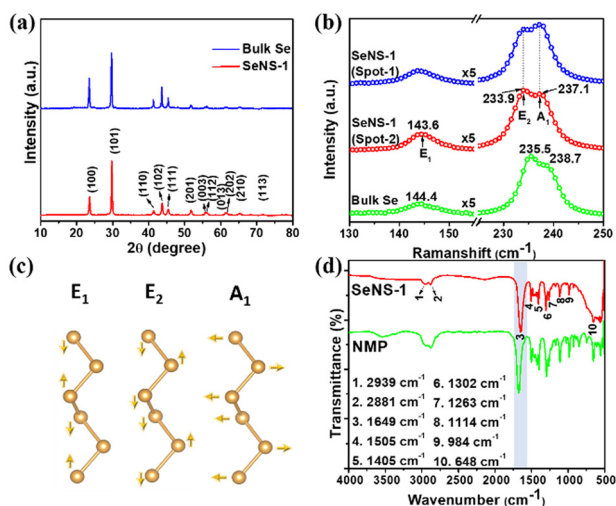 (a)
Bulk Se
SeNS-1
Intensity (a.u.)
(100)
(101)
(110)
(102)
(111)
(201)
(003)
(112)
(013)
(202)
(210)
(113)
10 20 30 40 50 60 70 80
2θ (degree)
(b)
SeNS-1
(Spot-1)
x5
SeNS-1
(Spot-2)
x5
233.9
237.1
E2
A1
143.6
E1
235.5
238.7
Bulk Se
144.4
x5
Intensity (a.u.)
130 135 140 145 150 225 230 235 240 245 250
Ramanshift (cm⁻¹)
(c)
E1 E2 A1
(d)
SeNS-1
1 2 3 4 5 6 7 8 9 10
NMP
1. 2939 cm⁻¹ 6. 1302 cm⁻¹
2. 2881 cm⁻¹ 7. 1263 cm⁻¹
3. 1649 cm⁻¹ 8. 1114 cm⁻¹
4. 1505 cm⁻¹ 9. 984 cm⁻¹
5. 1405 cm⁻¹ 10. 648 cm⁻¹
Transmittance (%)
4000 3500 3000 2500 2000 1500 1000 500
Wavenumber (cm⁻¹)